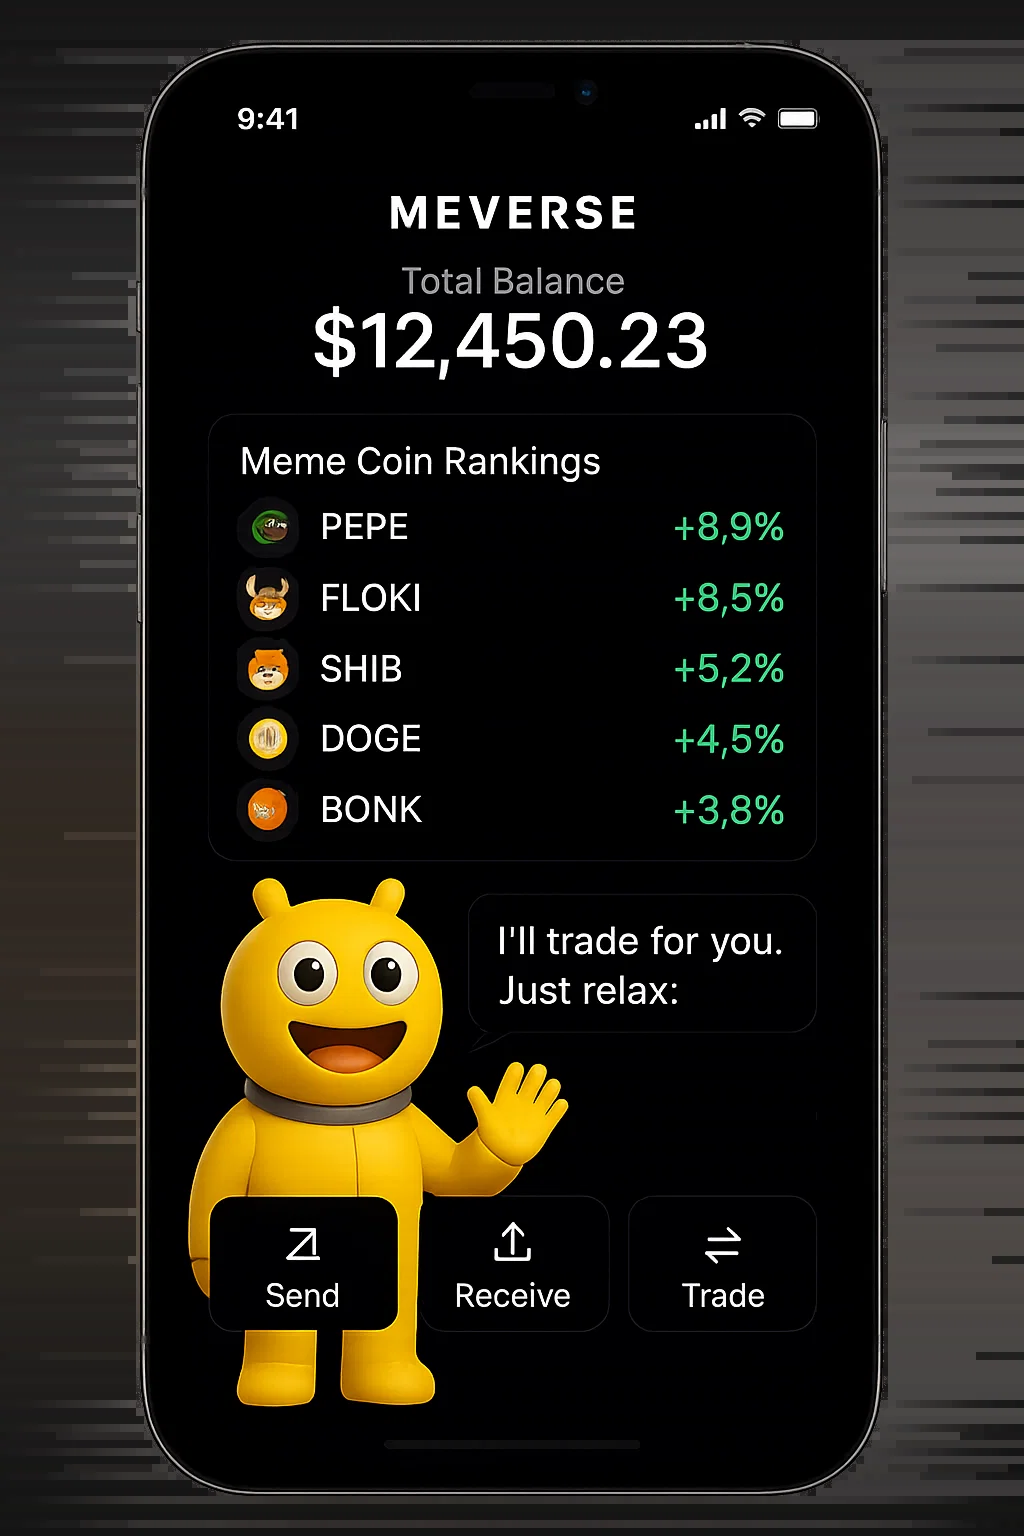 9:41
MEVERSE
Total Balance
$12,450.23
Meme Coin Rankings
PEPE +8,9%
FLOKI +8,5%
SHIB +5,2%
DOGE +4,5%
BONK +3,8%
I'll trade for you.
Just relax:
Send Receive Trade